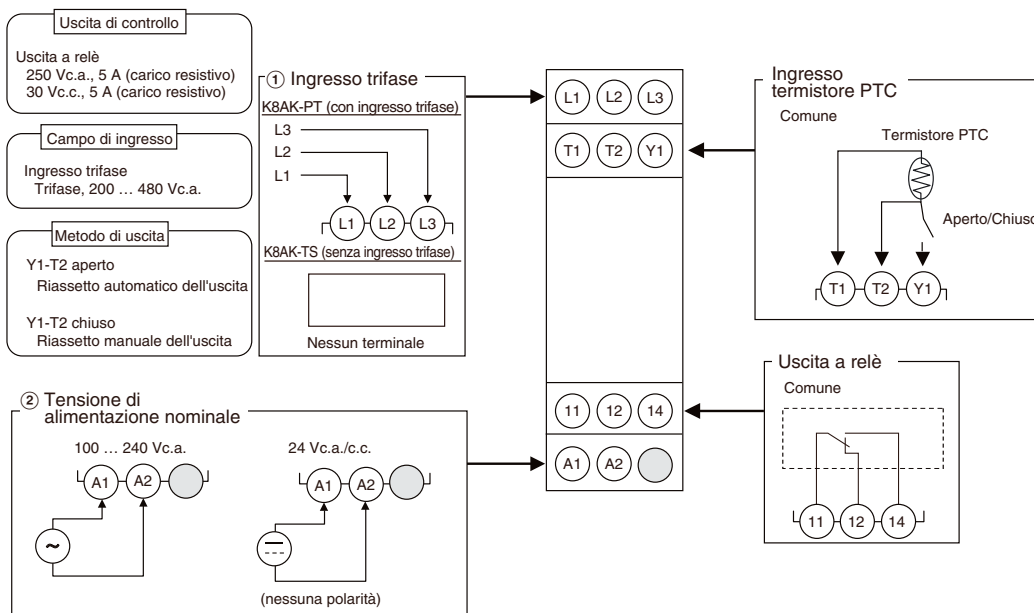 Uscita di controllo
Uscita a relè
250 Vc.a., 5 A (carico resistivo)
30 Vc.c., 5 A (carico resistivo)
Campo di ingresso
Ingresso trifase
Trifase, 200 … 480 Vc.a.
Metodo di uscita
Y1-T2 aperto
Riassetto automatico dell'uscita
Y1-T2 chiuso
Riassetto manuale dell'uscita
① Ingresso trifase
K8AK-PT (con ingresso trifase)
L3
L2
L1
L1 L2 L3
K8AK-TS (senza ingresso trifase)
Nessun terminale
L1 L2 L3
T1 T2 Y1
11 12 14
A1 A2
Ingresso
termistore PTC
Comune
Termistore PTC
Aperto/Chiuso
T1 T2 Y1
Uscita a relè
Comune
11 12 14
② Tensione di
alimentazione nominale
100 … 240 Vc.a.
A1 A2
~
24 Vc.a./c.c.
A1 A2
(nessuna polarità)